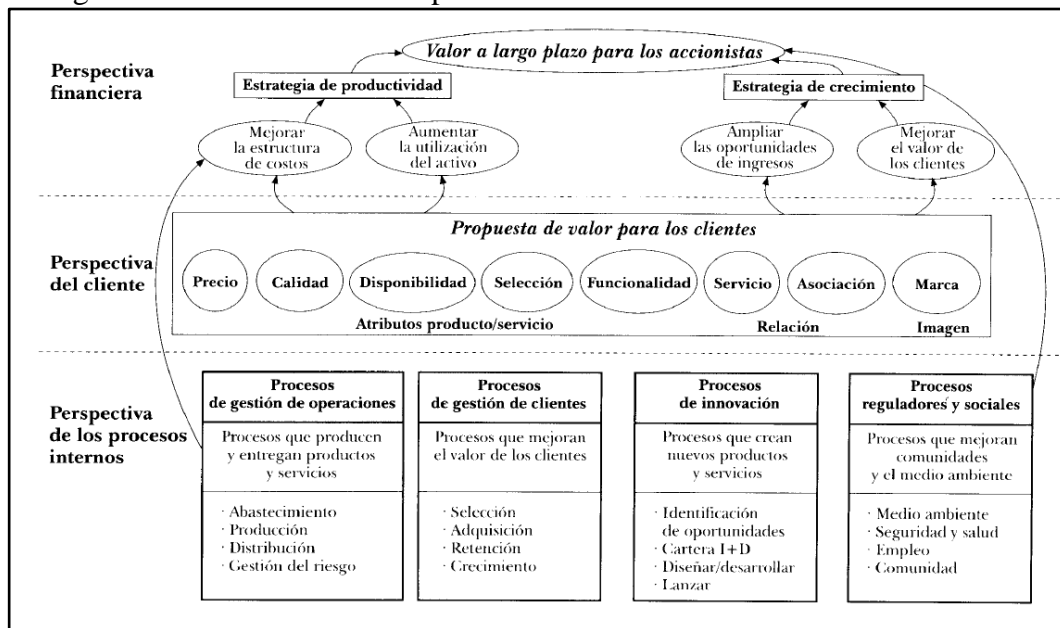 Valor a largo plazo para los accionistas
Perspectiva
financiera
Estrategia de productividad
Estrategia de crecimiento
Mejorar
la estructura
de costos
Aumentar
la utilización
del activo
Ampliar
las oportunidades
de ingresos
Mejorar
el valor de
los clientes
Perspectiva
del cliente
Propuesta de valor para los clientes
Precio
Calidad
Disponibilidad
Selección
Funcionalidad
Servicio
Asociación
Marca
Atributos producto/servicio
Relación
Imagen
Perspectiva
de los procesos
internos
Procesos
de gestión de operaciones
Procesos que producen
y entregan productos
y servicios
· Abastecimiento
· Producción
· Distribución
· Gestión del riesgo
Procesos
de gestión de clientes
Procesos que mejoran
el valor de los clientes
· Selección
· Adquisición
· Retención
· Crecimiento
Procesos
de innovación
Procesos que crean
nuevos productos
y servicios
· Identificación
de oportunidades
· Cartera I+D
· Diseñar/desarrollar
· Lanzar
Procesos
reguladores y sociales
Procesos que mejoran
comunidades
y el medio ambiente
· Medio ambiente
· Seguridad y salud
· Empleo
· Comunidad